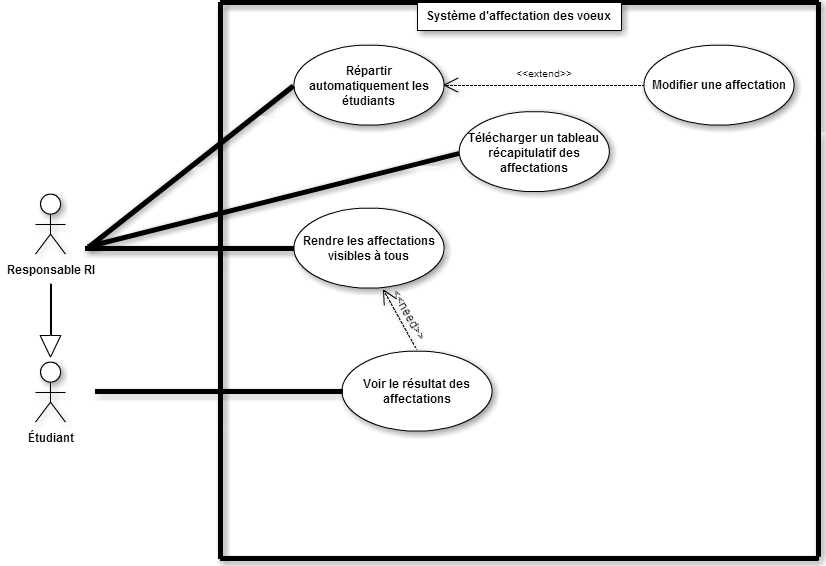 Système d'affectation des voeux
Répartir
automatiquement les
étudiants
<<extend>>
Modifier une affectation
Télécharger un tableau
récapitulatif des
affectations
Responsable RI
Rendre les affectations
visibles à tous
<<need>>
Voir le résultat des
affectations
Étudiant